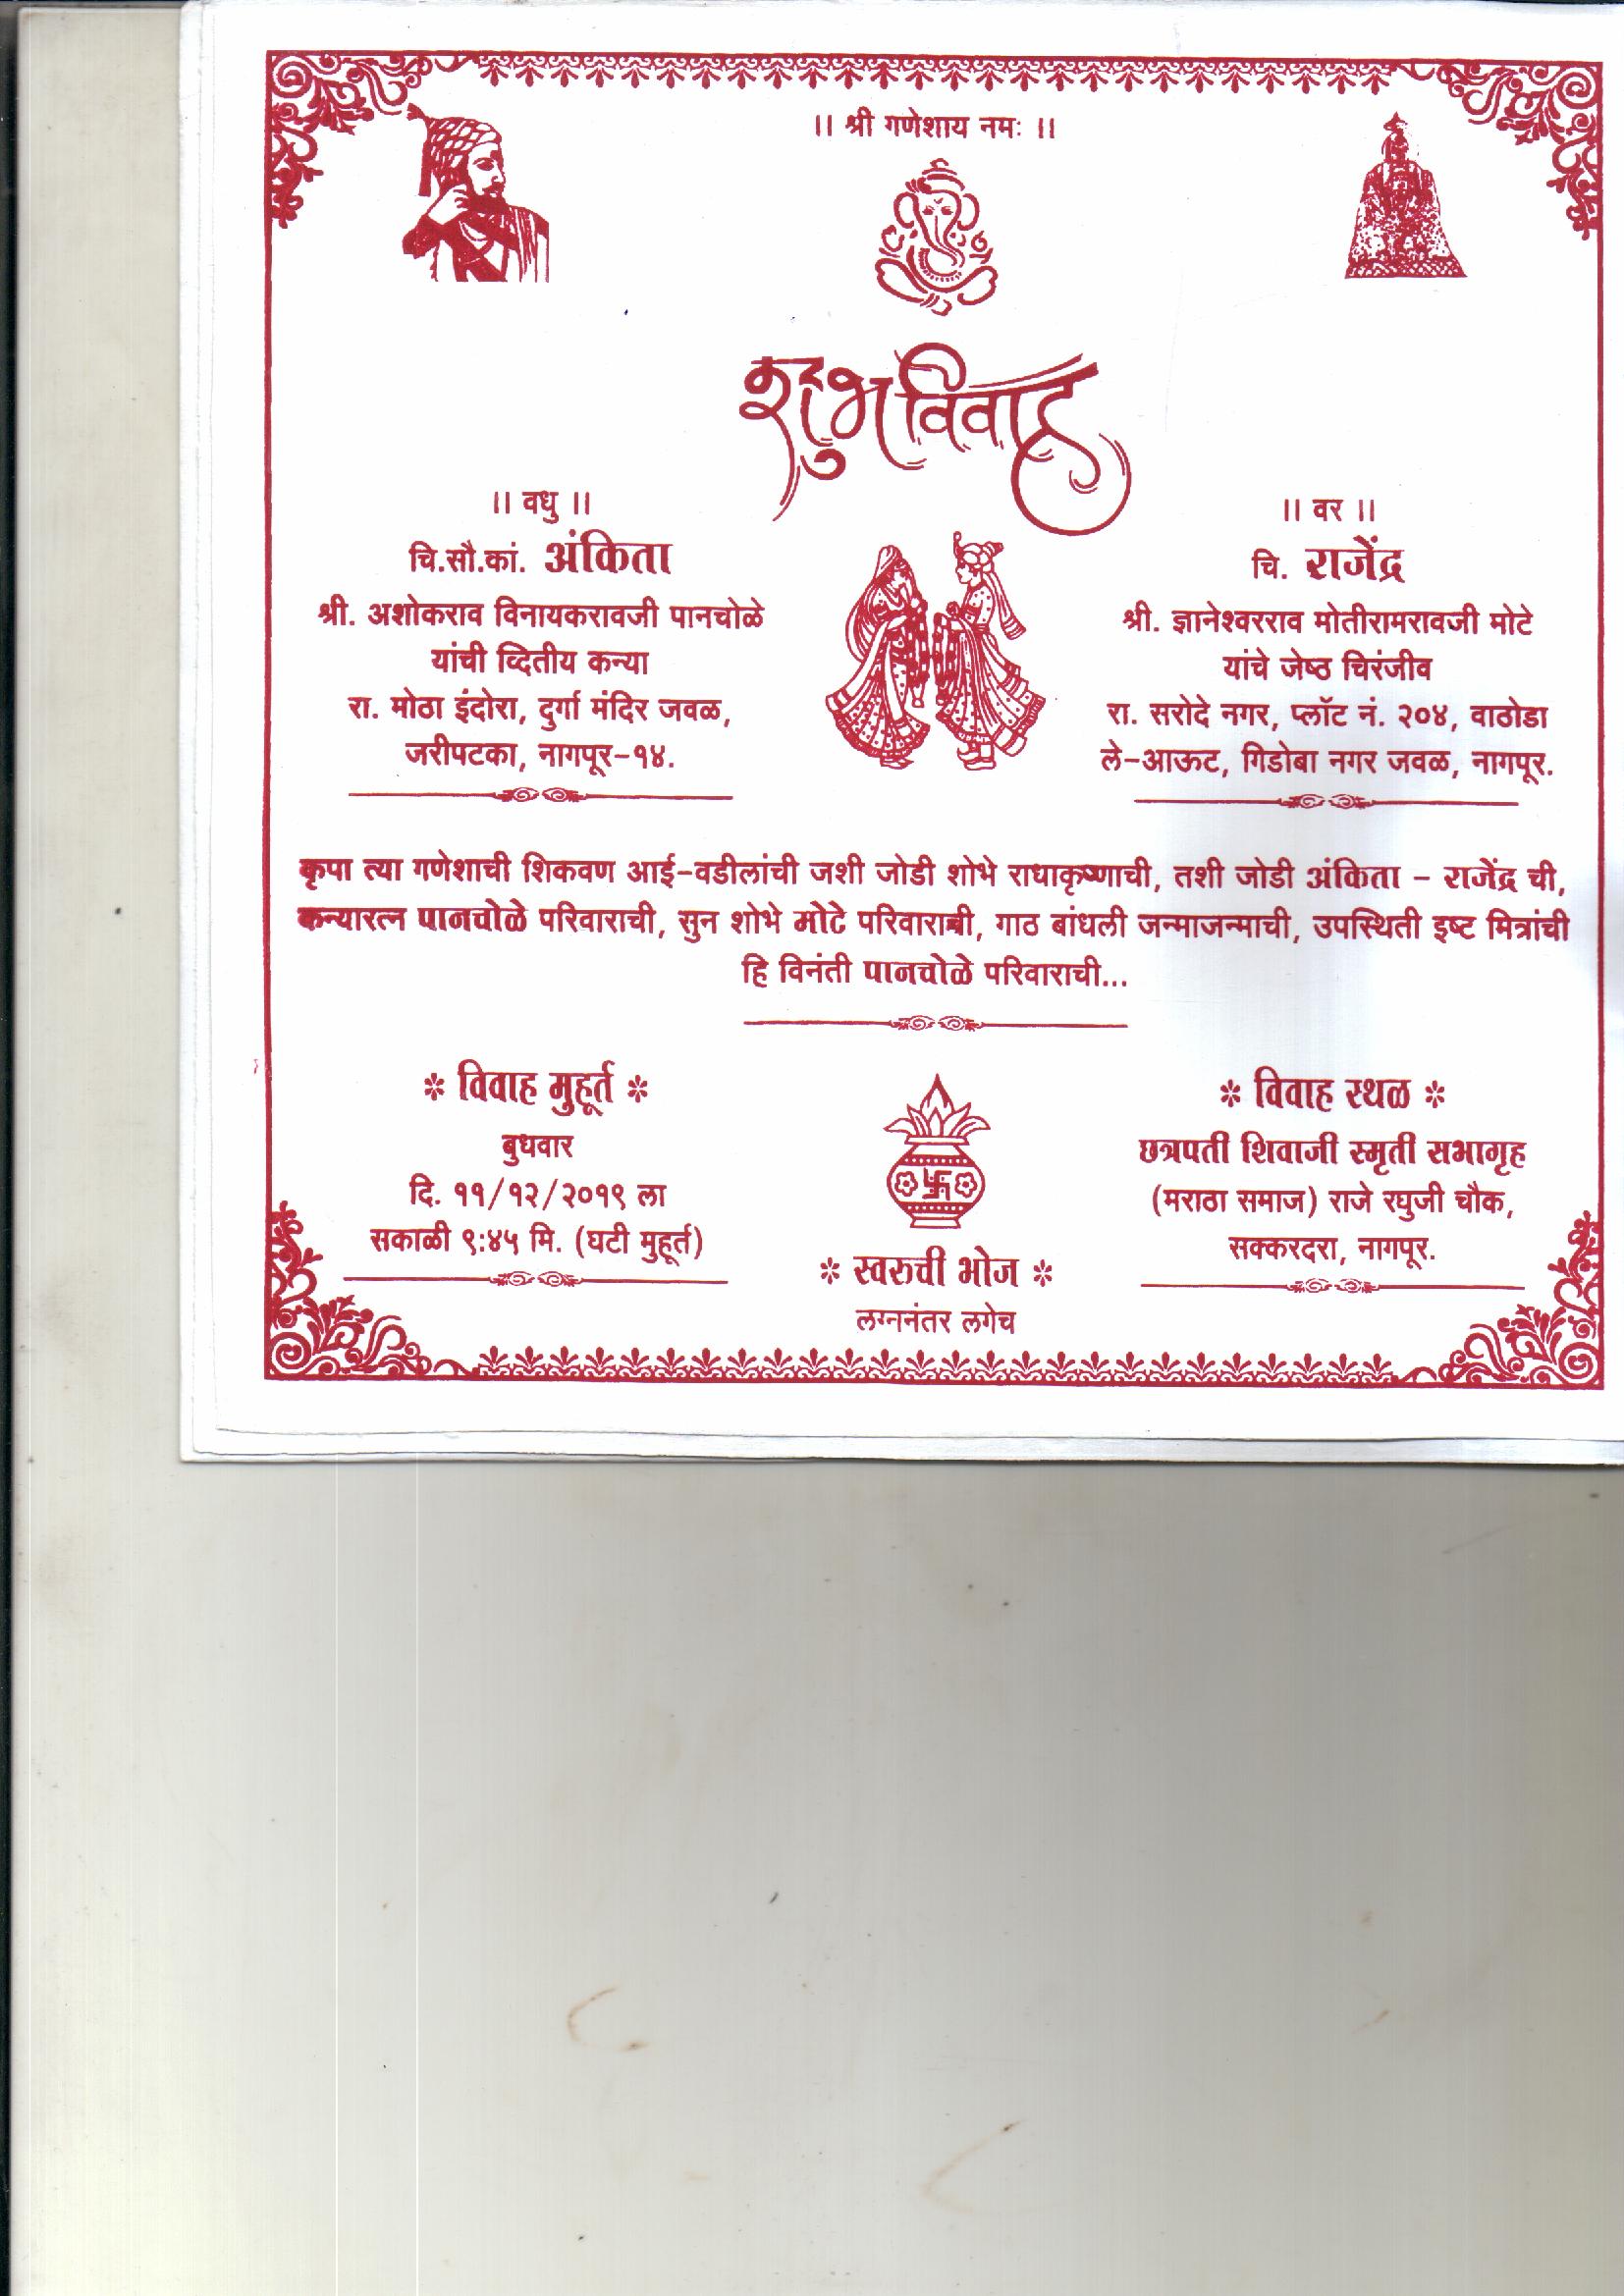 ।। श्री गणेशाय नमः ।।
शुभविवाह
।। वधु ।।
चि.सौ.कां. अंकिता
श्री. अशोकराव विनायकरावजी पानचोळे
यांची व्दितीय कन्या
रा. मोठा इंदोरा, दुर्गा मंदिर जवळ,
जरीपटका, नागपूर-१४.
।। वर ।।
चि. राजेंद्र
श्री. ज्ञानेश्वरराव मोतीरामरावजी मोटे
यांचे जेष्ठ चिरंजीव
रा. सरोदे नगर, प्लॉट नं. २०४, वाठोडा
ले-आऊट, गिडोबा नगर जवळ, नागपूर.
कृपा त्या गणेशाची शिकवण आई-वडीलांची जशी जोडी शोभे राधाकृष्णाची, तशी जोडी अंकिता - राजेंद्र ची,
कन्यारत्न पानचोळे परिवाराची, सुन शोभे मोटे परिवाराची, गाठ बांधली जन्माजन्माची, उपस्थिती इष्ट मित्रांची
हि विनंती पानचोळे परिवाराची...
* विवाह मुहूर्त *
बुधवार
दि. ११/१२/२०१९ ला
सकाळी ९:४५ मि. (घटी मुहूर्त)
* स्वरुची भोज *
लग्ननंतर लगेच
* विवाह स्थळ *
छत्रपती शिवाजी स्मृती सभागृह
(मराठा समाज) राजे रघुजी चौक,
सक्करदरा, नागपूर.